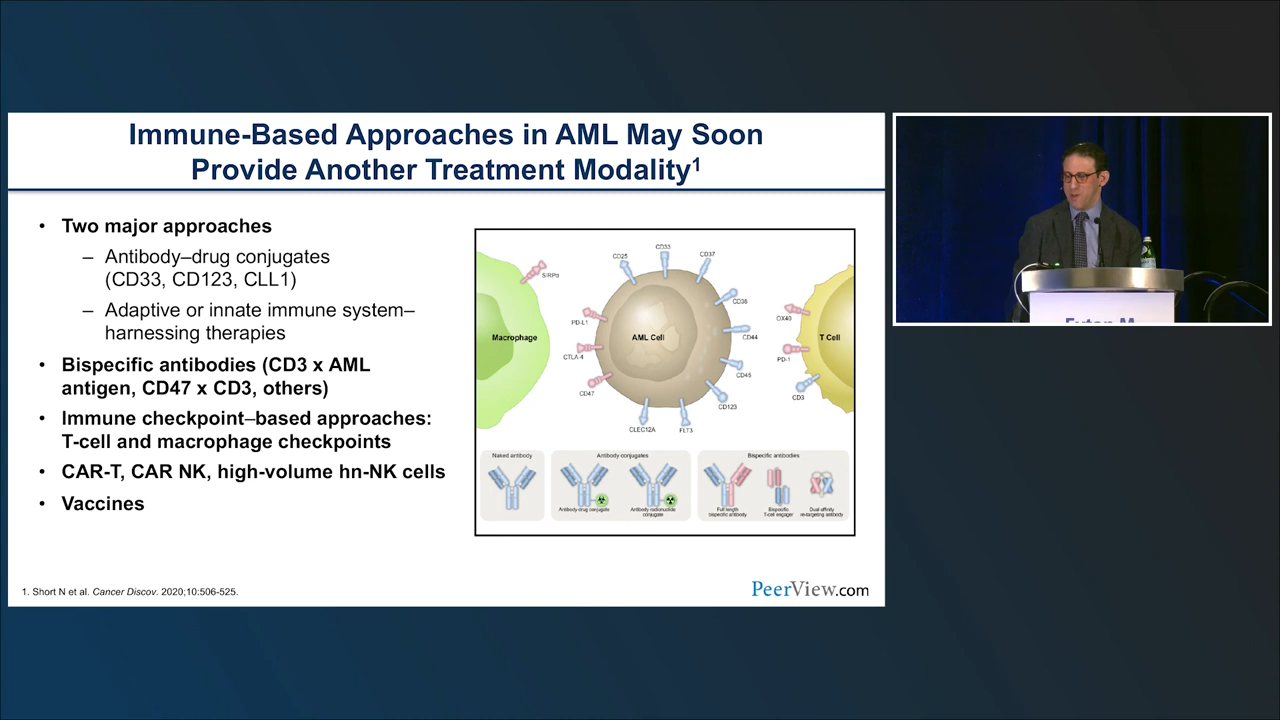 Immune-Based Approaches in AML May Soon
Provide Another Treatment Modality1
• Two major approaches
– Antibody–drug conjugates
(CD33, CD123, CLL1)
– Adaptive or innate immune system–
harnessing therapies
• Bispecific antibodies (CD3 x AML
antigen, CD47 x CD3, others)
• Immune checkpoint–based approaches:
T-cell and macrophage checkpoints
• CAR-T, CAR NK, high-volume hn-NK cells
• Vaccines
CD33
CD25
CD37
SIRPα
CD38
PD-L1
OX40
Macrophage
AML Cell
CD44
T Cell
CTLA-4
PD-1
CD45
CD47
CD3
CD123
CLEC12A
FLT3
Naked antibody
Antibody conjugates
Bispecific antibodies
Antibody-drug conjugate
Antibody radionuclide
conjugate
Full length
bispecific antibody
Bispecific
T-cell engager
Dual affinity
re-targeting antibody
1. Short N et al. Cancer Discov. 2020;10:506-525.
PeerView.com